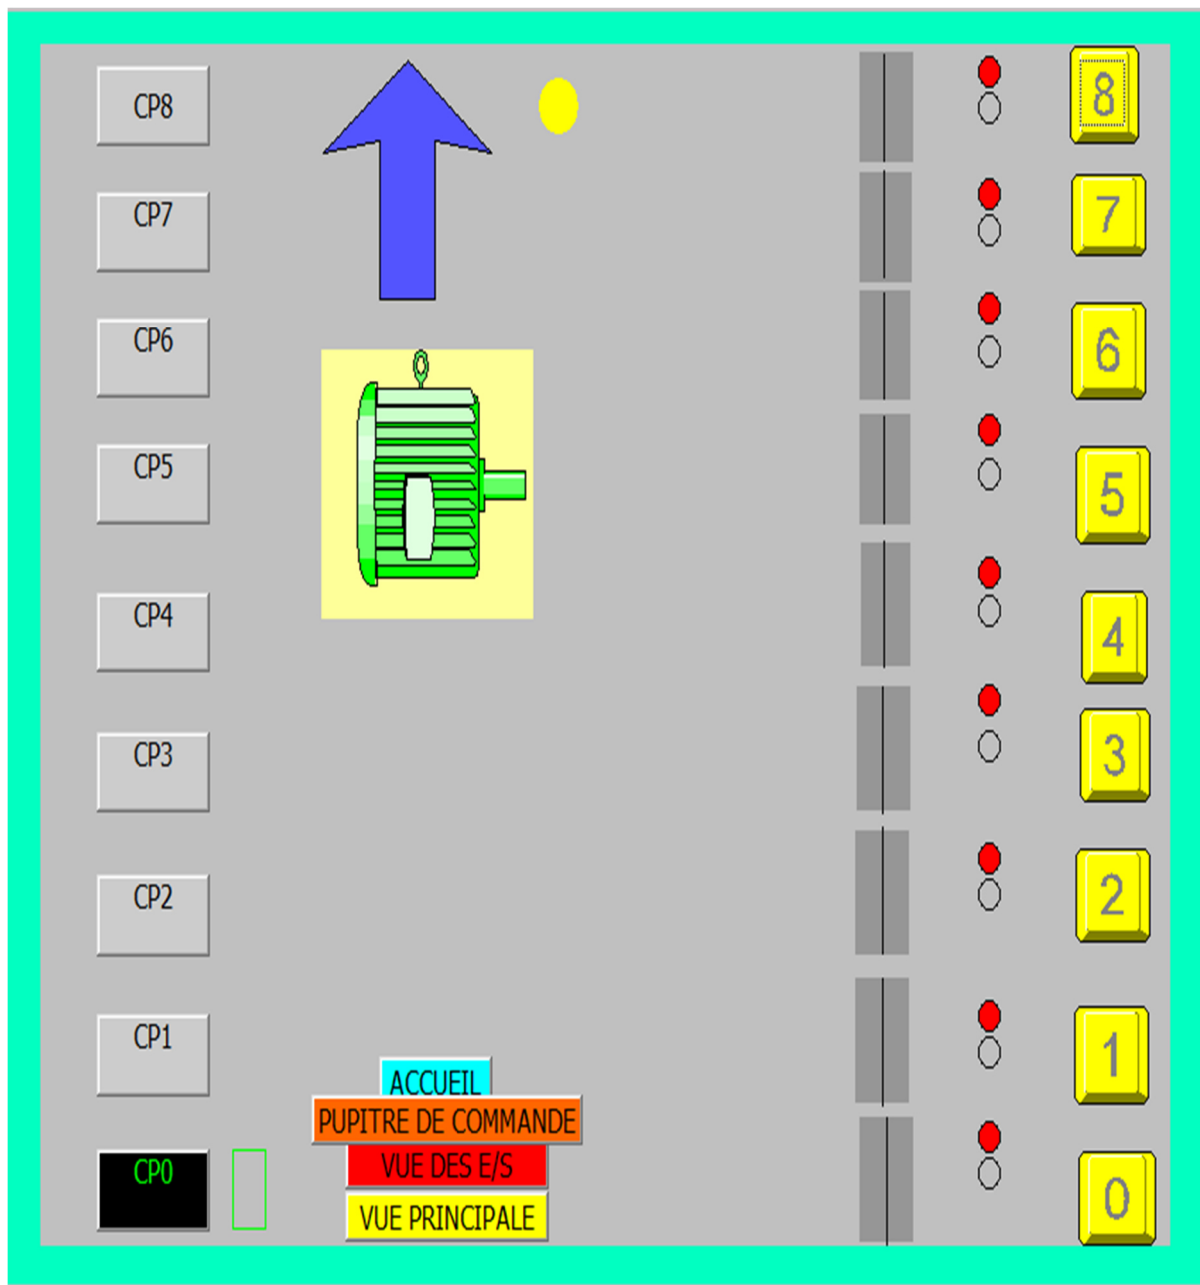 CP8
8
CP7
7
CP6
6
CP5
5
CP4
4
CP3
3
CP2
2
CP1
1
ACCUEIL
PUPITRE DE COMMANDE
VUE DES E/S
VUE PRINCIPALE
CP0
0